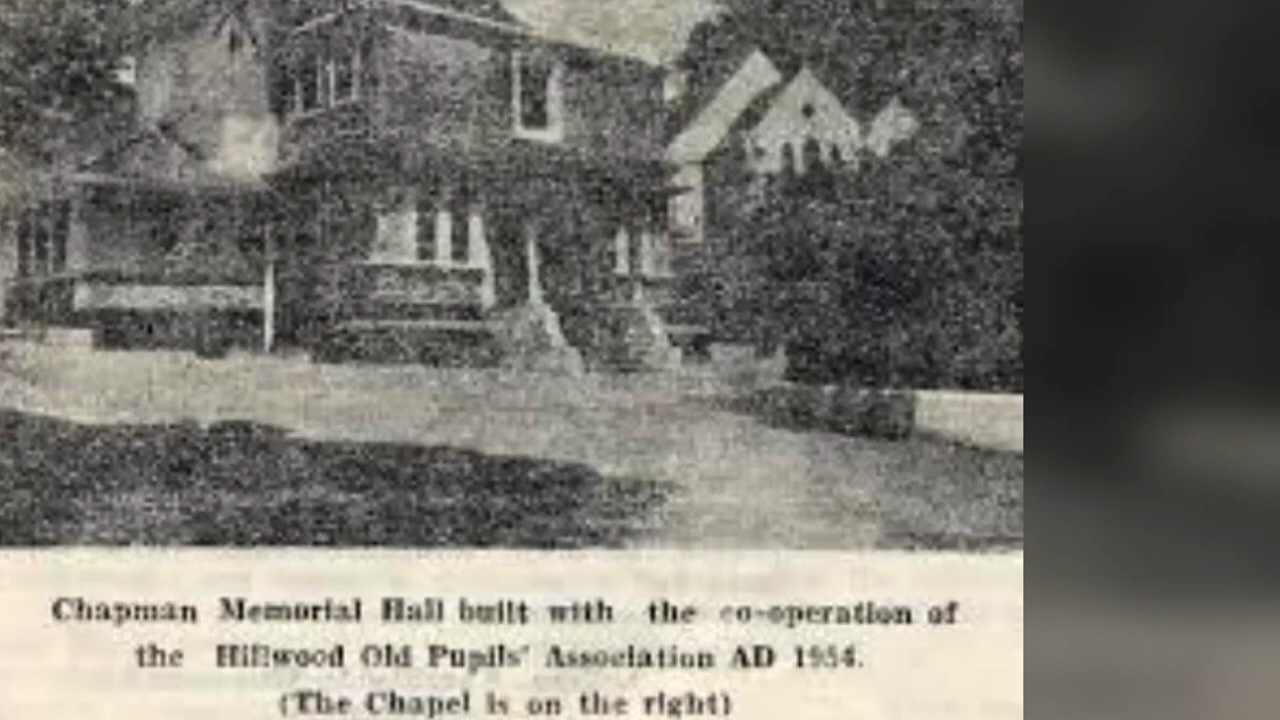 Chapman Memorial Hall built with the co-operation of
the Hillwood Old Pupils' Association AD 1954.
(The Chapel is on the right)